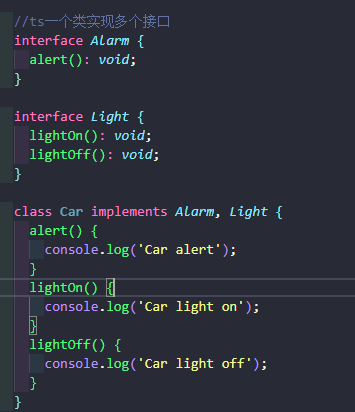 //ts一个类实现多个接口
interface Alarm {
  alert(): void;
}

interface Light {
  lightOn(): void;
  lightOff(): void;
}

class Car implements Alarm, Light {
  alert() {
    console.log('Car alert');
  }
  lightOn() {
    console.log('Car light on');
  }
  lightOff() {
    console.log('Car light off');
  }
}